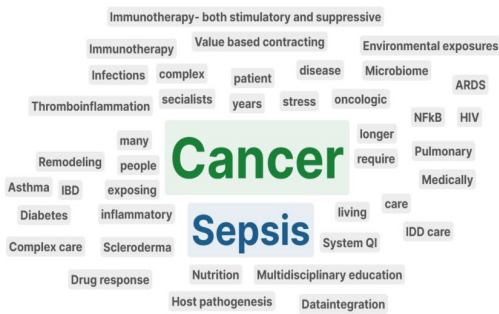 Immunotherapy- both stimulatory and suppressive
Immunotherapy
Value based contracting
Environmental exposures
Infections
complex
patient
disease
Microbiome
ARDS
Thromboinflammation
secialists
years
stress
oncologic
NFkB
HIV
many
Cancer
longer
Remodeling
people
require
Pulmonary
Asthma
IBD
exposing
Medically
Diabetes
inflammatory
Sepsis
living
care
Complex care
Scleroderma
System QI
IDD care
Drug response
Nutrition
Multidisciplinary education
Host pathogenesis
Dataintegration